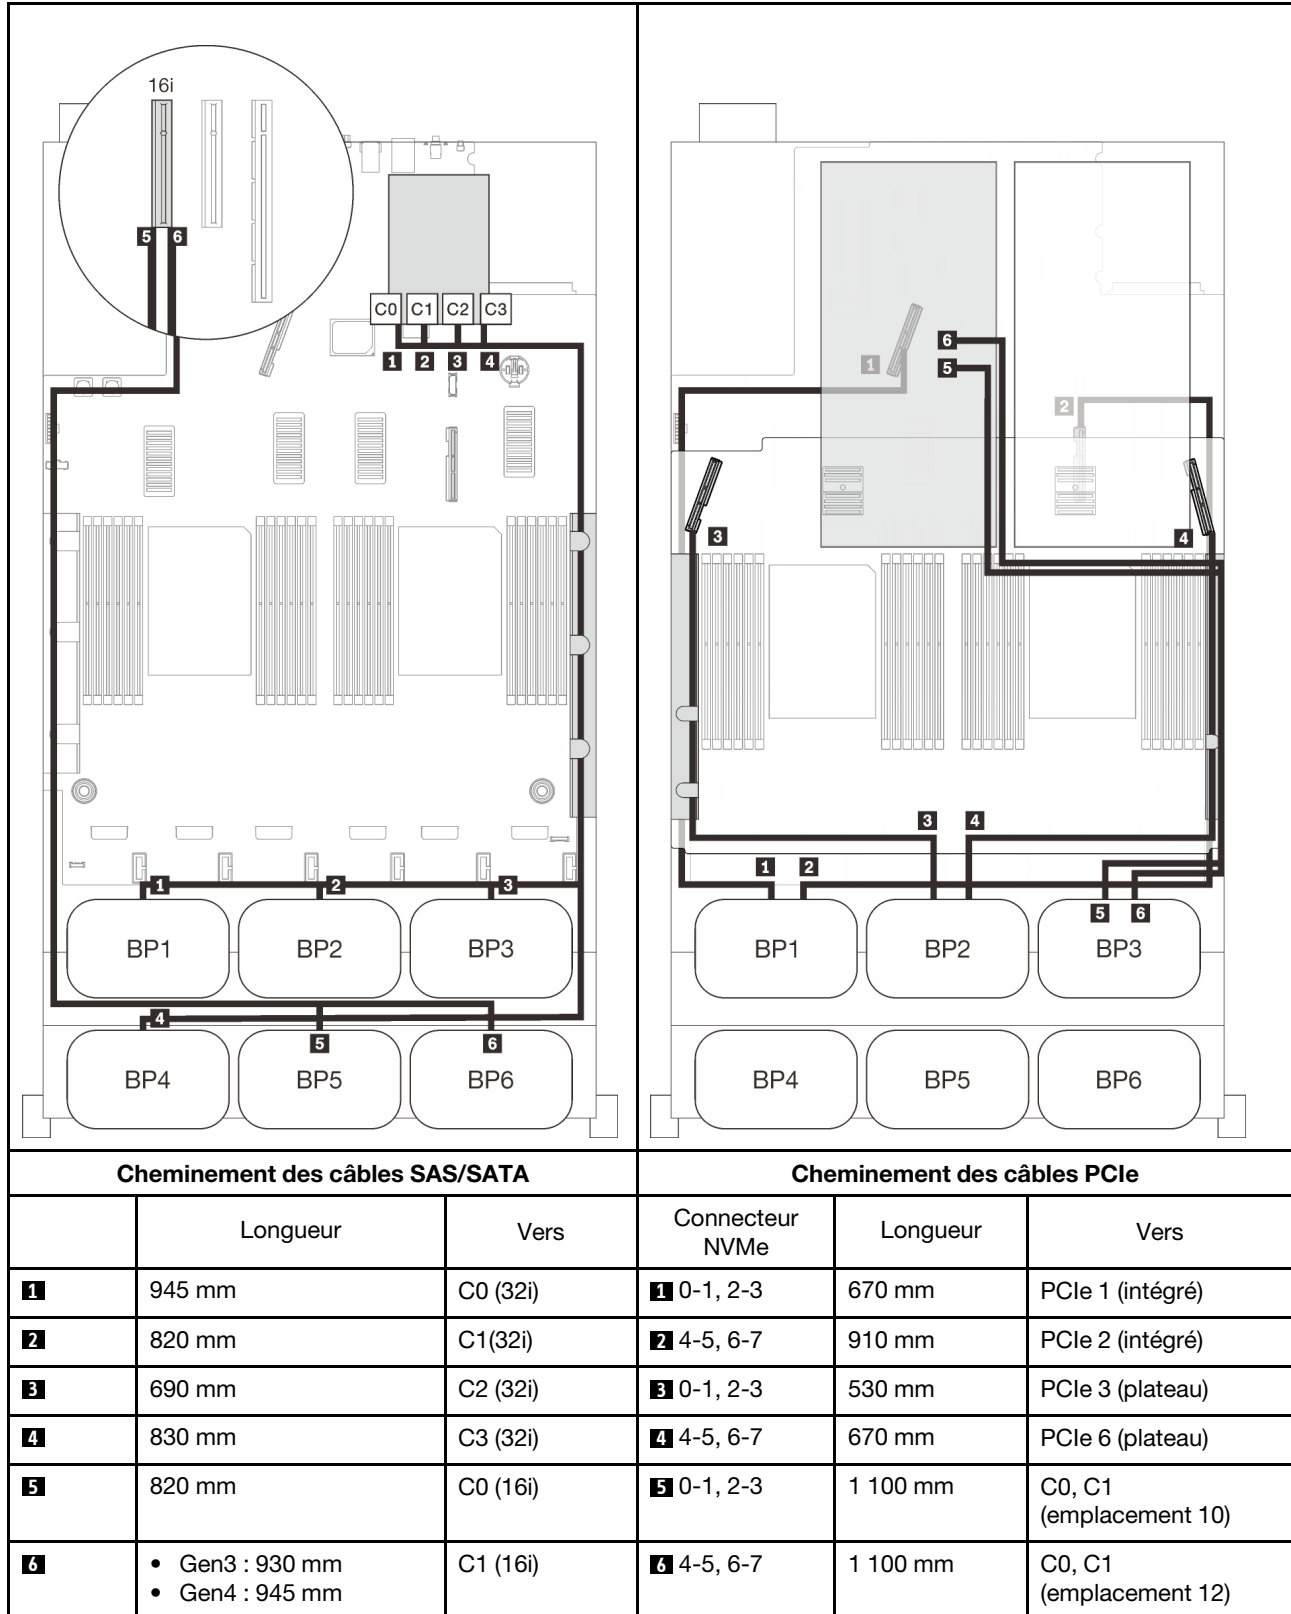 16i
5 6
C0 C1 C2 C3
1 2 3 4
1 2 3
BP1 BP2 BP3
4
5 6
BP4 BP5 BP6
6
1 5
2
3 4
3 4
1 2
5 6
BP1 BP2 BP3
BP4 BP5 BP6
Cheminement des câbles SAS/SATA
Cheminement des câbles PCIe
Longueur Vers Connecteur NVMe Longueur Vers
1 945 mm C0 (32i) 1 0-1, 2-3 670 mm PCIe 1 (intégré)
2 820 mm C1(32i) 2 4-5, 6-7 910 mm PCIe 2 (intégré)
3 690 mm C2 (32i) 3 0-1, 2-3 530 mm PCIe 3 (plateau)
4 830 mm C3 (32i) 4 4-5, 6-7 670 mm PCIe 6 (plateau)
5 820 mm C0 (16i) 5 0-1, 2-3 1 100 mm C0, C1 (emplacement 10)
6 • Gen3 : 930 mm
• Gen4 : 945 mm
C1 (16i) 6 4-5, 6-7 1 100 mm C0, C1 (emplacement 12)